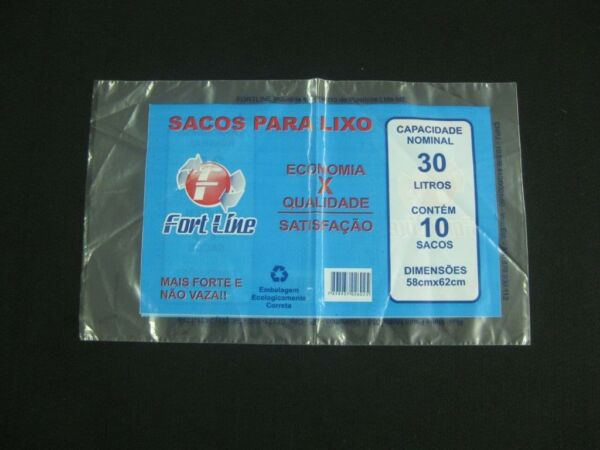 FORTLINE
SACOS PARA LIXO
Fort Line
MAIS FORTE E
NÃO VAZA!!
ECONOMIA
X
QUALIDADE
SATISFAÇÃO
Embalagem
Ecologicamente
Correta
CAPACIDADE
NOMINAL
30
LITROS
CONTÉM
10
SACOS
DIMENSÕES
58cmx62cm